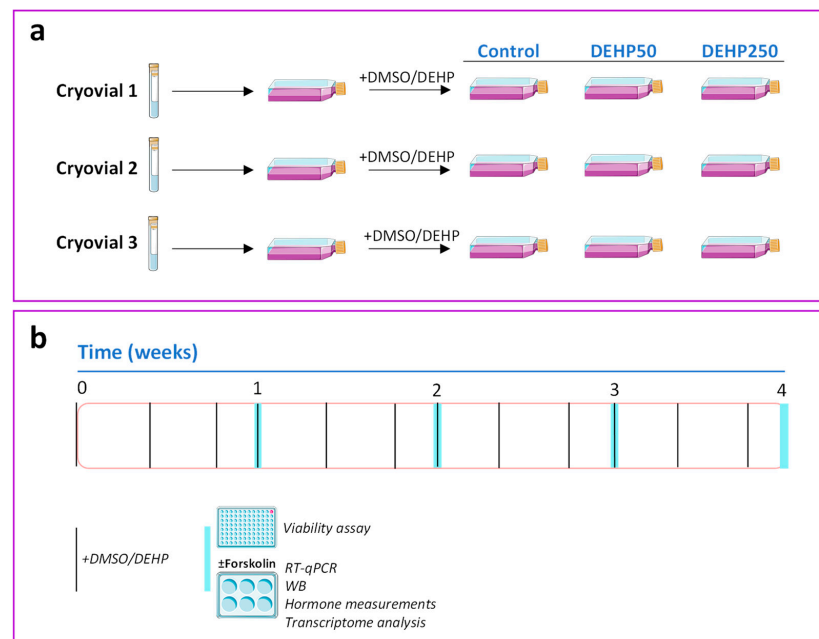 a
Control DEHP50 DEHP250
Cryovial 1 +DMSO/DEHP
Cryovial 2 +DMSO/DEHP
Cryovial 3 +DMSO/DEHP
b
Time (weeks)
0 1 2 3 4
+DMSO/DEHP
Viability assay
±Forskolin
RT-qPCR
WB
Hormone measurements
Transcriptome analysis